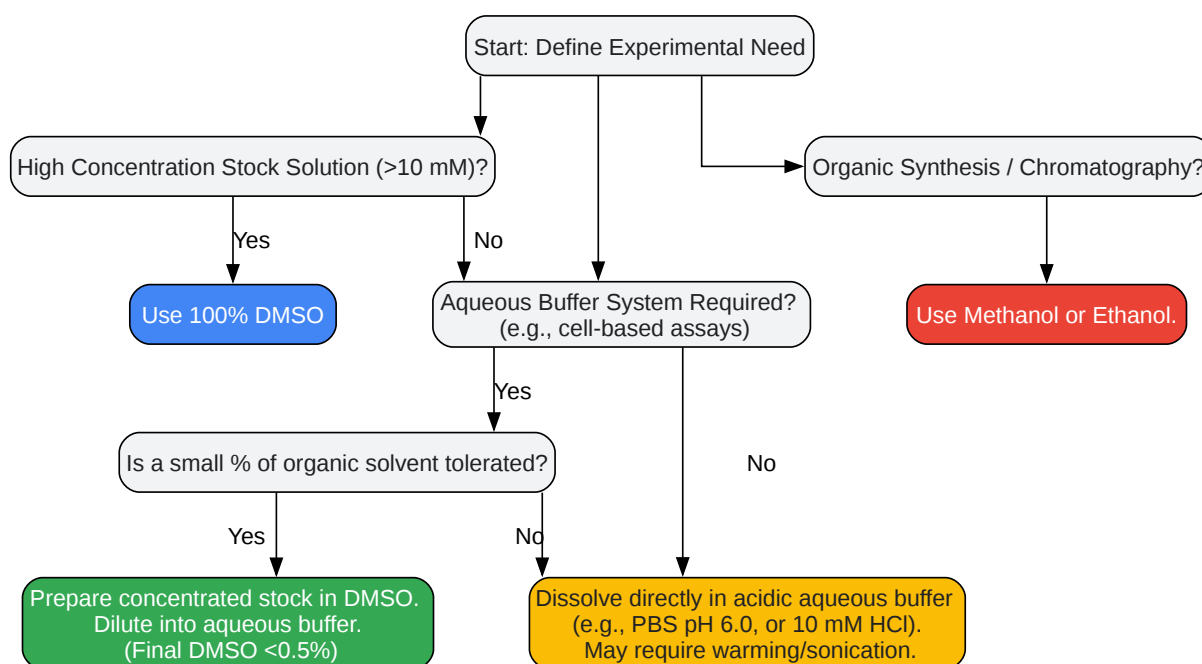 Start: Define Experimental Need
High Concentration Stock Solution (>10 mM)?
Organic Synthesis / Chromatography?
Yes
No
Use 100% DMSO
Aqueous Buffer System Required?
(e.g., cell-based assays)
Use Methanol or Ethanol.
Yes
Is a small % of organic solvent tolerated?
No
Yes
No
Prepare concentrated stock in DMSO.
Dilute into aqueous buffer.
(Final DMSO <0.5%)
Dissolve directly in acidic aqueous buffer
(e.g., PBS pH 6.0, or 10 mM HCl).
May require warming/sonication.